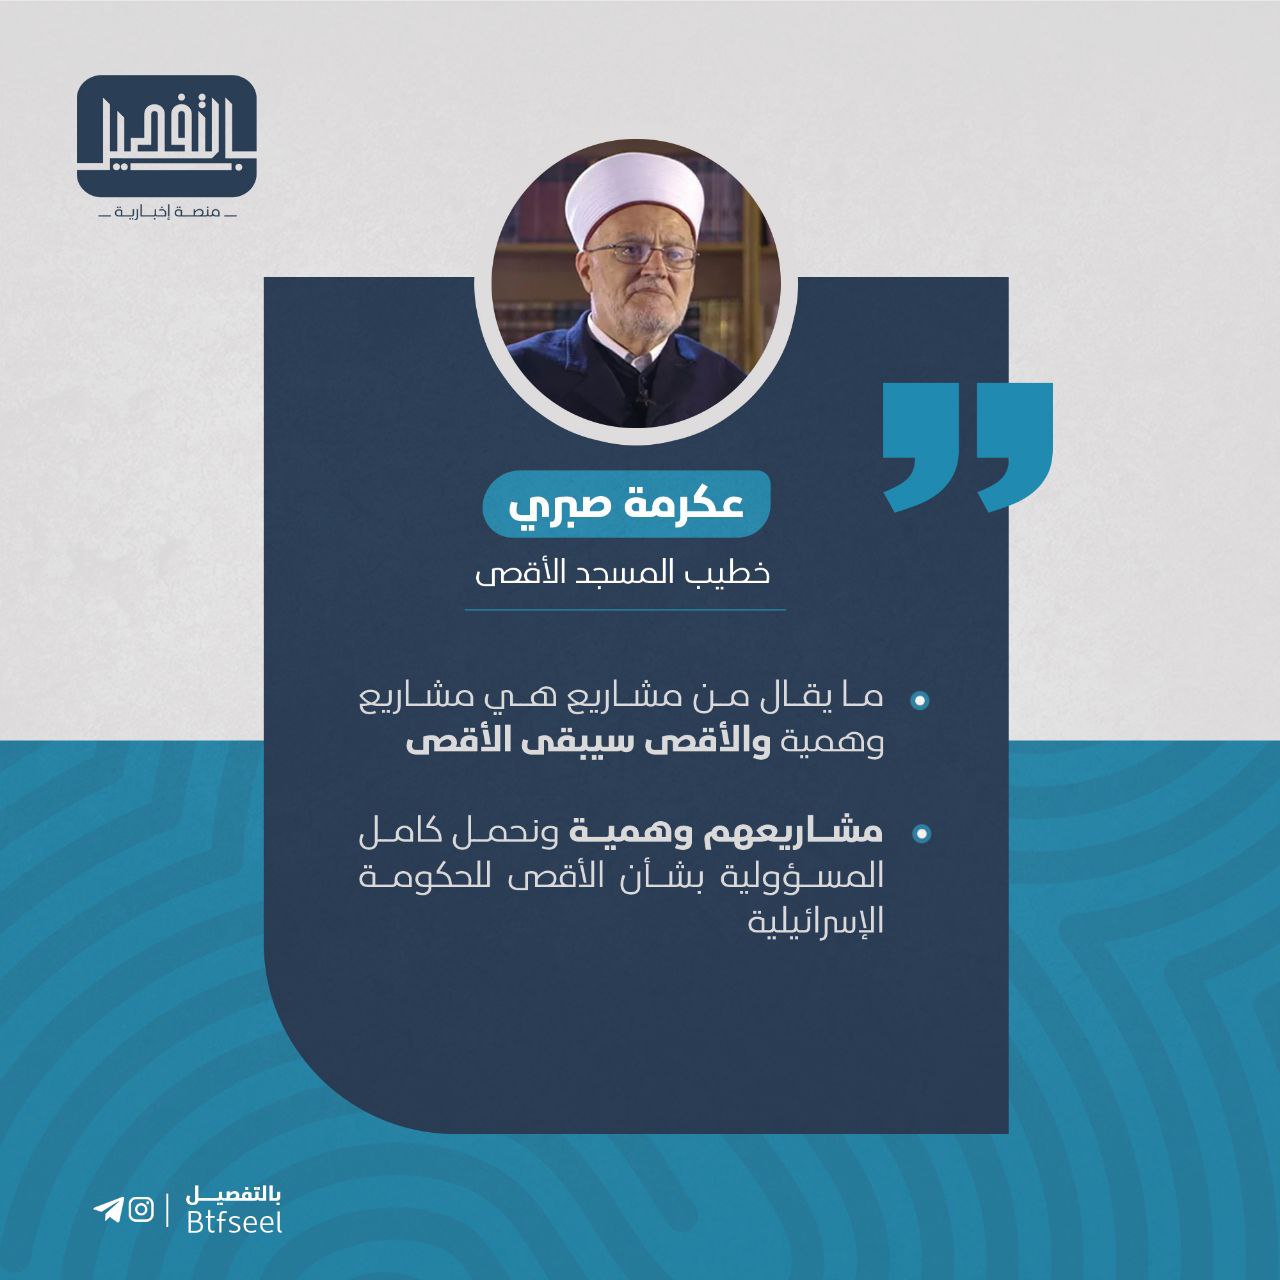 بالتفصيل
منصة إخبارية
عكرمة صبري
خطيب المسجد الأقصى
ما يقال من مشاريع هي مشاريع
وهمية والأقصى سيبقى الأقصى
مشاريعهم وهمية ونحمل كامل
المسؤولية بشأن الأقصى للحكومة
الإسرائيلية
بالتفصيل
Btfseel